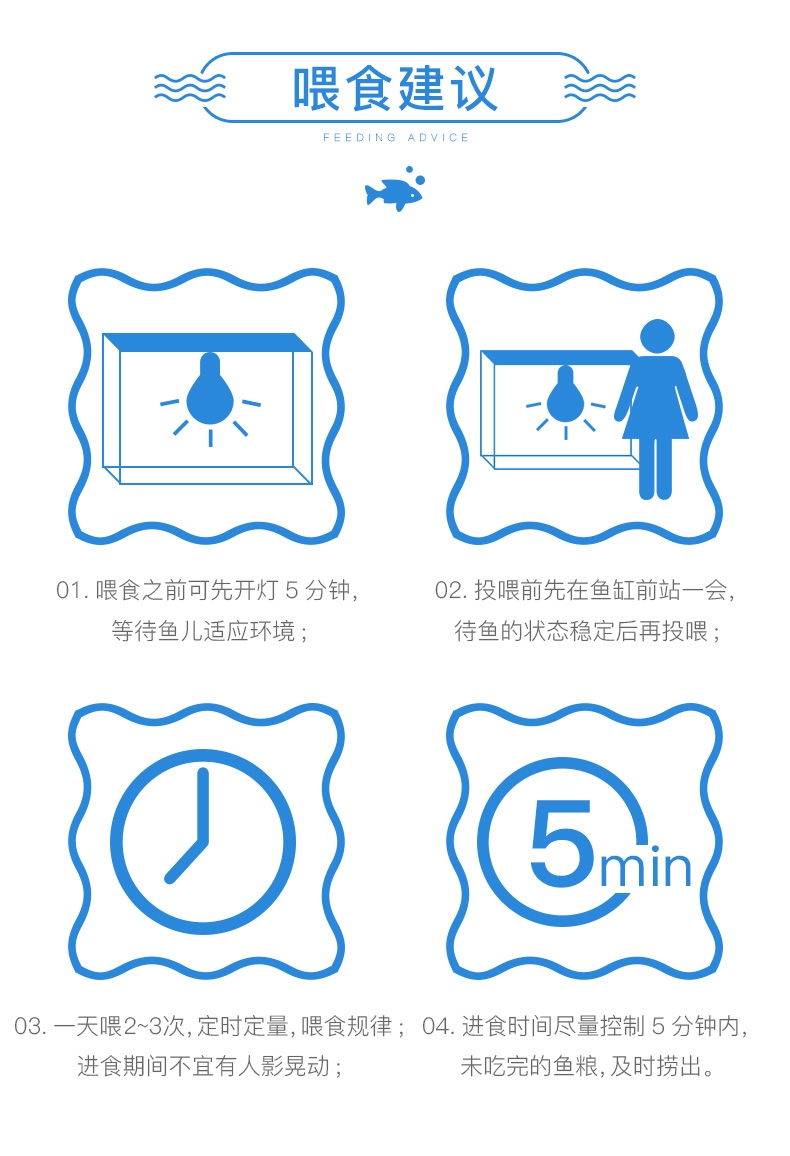 喂食建议
FEEDING ADVICE
01. 喂食之前可先开灯 5 分钟,
等待鱼儿适应环境；
02. 投喂前先在鱼缸前站一会,
待鱼的状态稳定后再投喂；
5min
03. 一天喂2~3次, 定时定量, 喂食规律；
进食期间不宜有人影晃动；
04. 进食时间尽量控制 5 分钟内,
未吃完的鱼粮, 及时捞出。